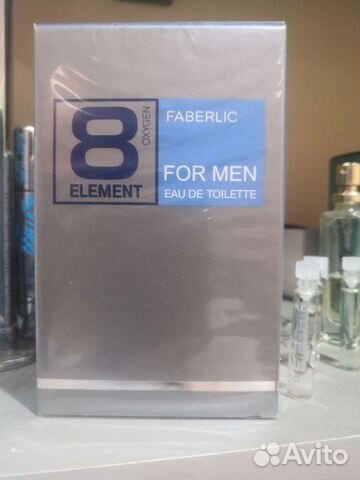 8
OXYGEN
ELEMENT
FABERLIC
FOR MEN
EAU DE TOILETTE
Avito